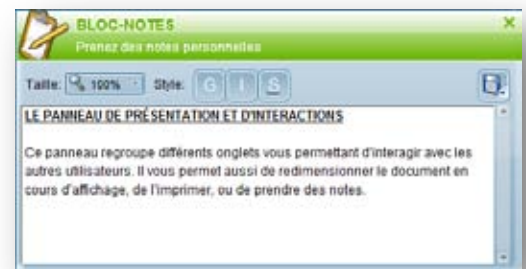 BLOC-NOTES
Prenez des notes personnelles
Taille: 100% Style: G I S
LE PANNEAU DE PRÉSENTATION ET D'INTERACTIONS
Ce panneau regroupe différents onglets vous permettant d'interagir avec les
autres utilisateurs. Il vous permet aussi de redimensionner le document en
cours d'affichage, de l'imprimer, ou de prendre des notes.